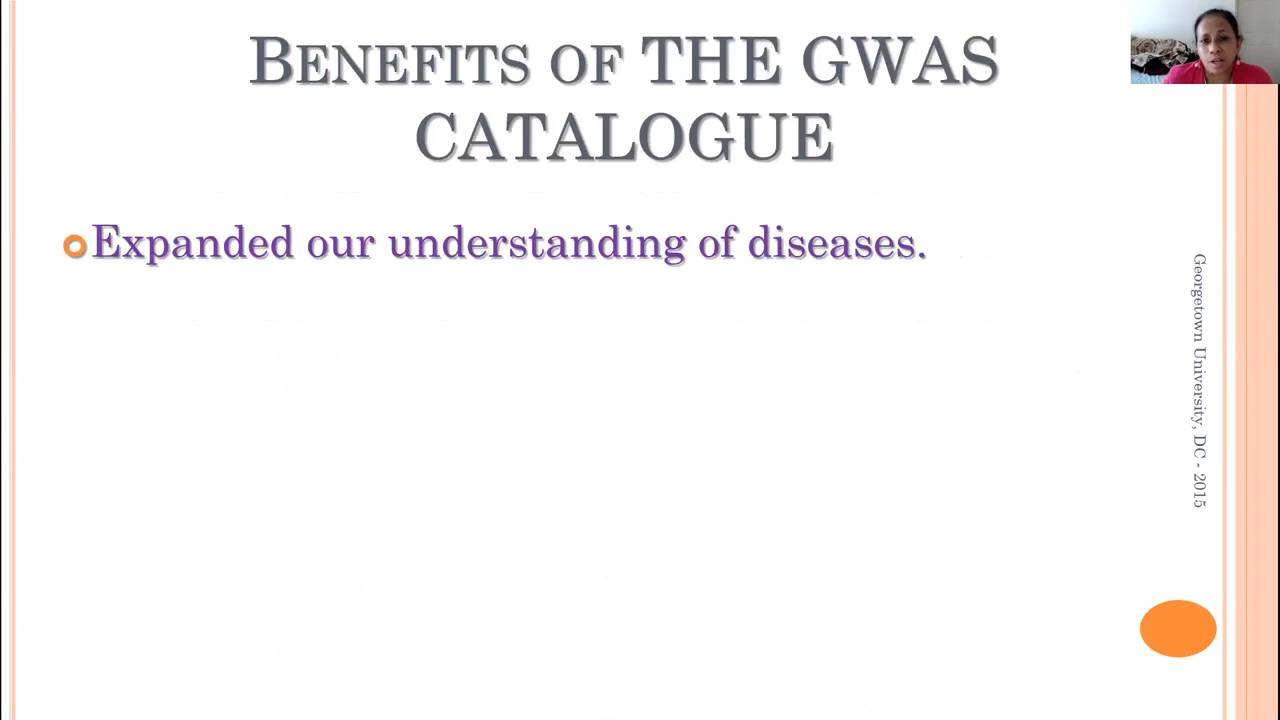 BENEFITS OF THE GWAS
CATALOGUE
Expanded our understanding of diseases.
Georgetown University, DC - 2015